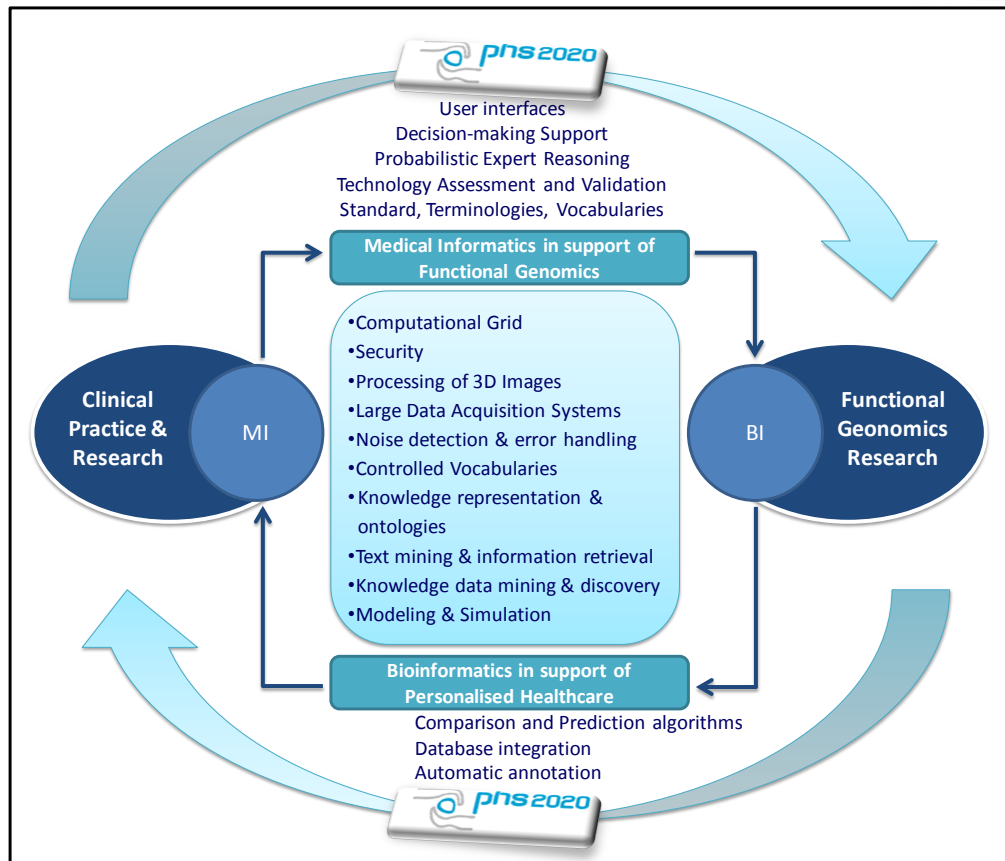 phs2020
User interfaces
Decision-making Support
Probabilistic Expert Reasoning
Technology Assessment and Validation
Standard, Terminologies, Vocabularies
Medical Informatics in support of
Functional Genomics
Clinical
Practice &
Research
MI
•Computational Grid
•Security
•Processing of 3D Images
•Large Data Acquisition Systems
•Noise detection & error handling
•Controlled Vocabularies
•Knowledge representation &
ontologies
•Text mining & information retrieval
•Knowledge data mining & discovery
•Modeling & Simulation
BI
Functional
Geonomics
Research
Bioinformatics in support of
Personalised Healthcare
Comparison and Prediction algorithms
Database integration
Automatic annotation
phs2020